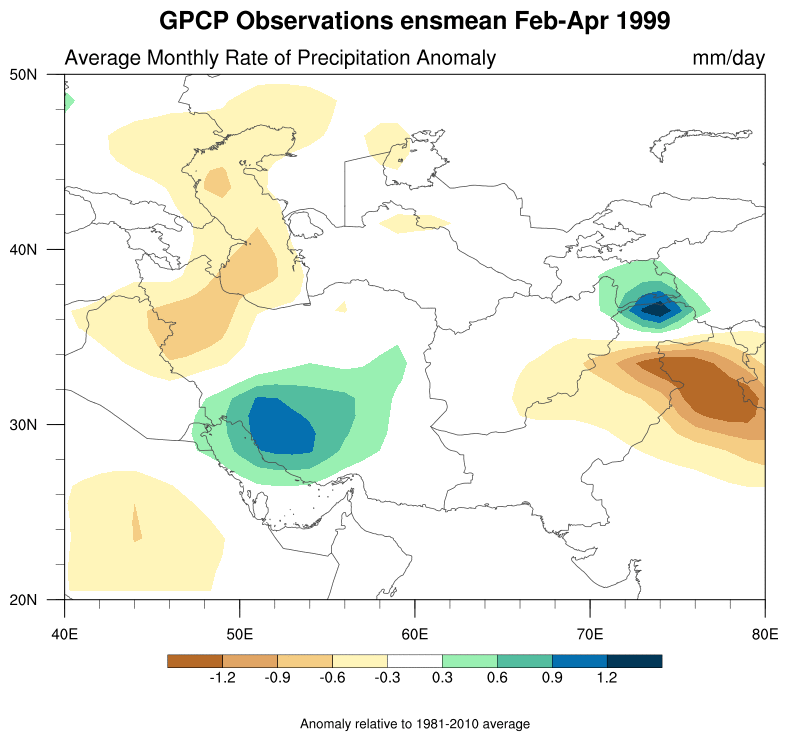 GPCP Observations ensmean Feb-Apr 1999
Average Monthly Rate of Precipitation Anomaly mm/day
50N
40N
30N
20N
40E 50E 60E 70E 80E
-1.2 -0.9 -0.6 -0.3 0.3 0.6 0.9 1.2
Anomaly relative to 1981-2010 average